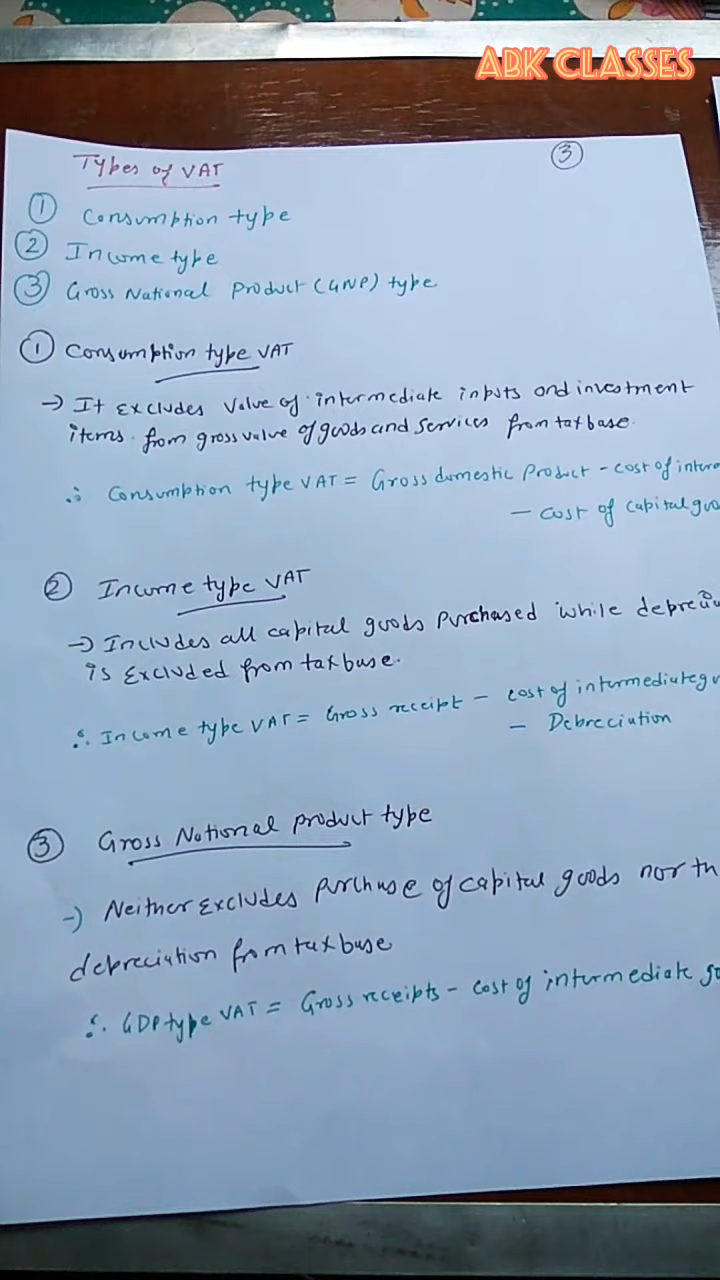 ABK CLASSES
Types of VAT
3
1 Consumption type
2 Income type
3 Gross National Product (GNP) type
1 Consumption type VAT
→ It Excludes Value of intermediate inputs and investment
items from gross value of goods and services from tax base.
∴ Consumption type VAT = Gross domestic Product - cost of
- cost of capital
2 Income type VAT
→ Includes all capital goods purchased while
is Excluded from tax base.
∴ Income type VAT = Gross receipt - cost of intermediate
- Depreciation
3 Gross National product type
→ Neither Excludes purchase of capital goods nor
depreciation from tax base
∴ GDP type VAT = Gross receipts - cost of intermediate